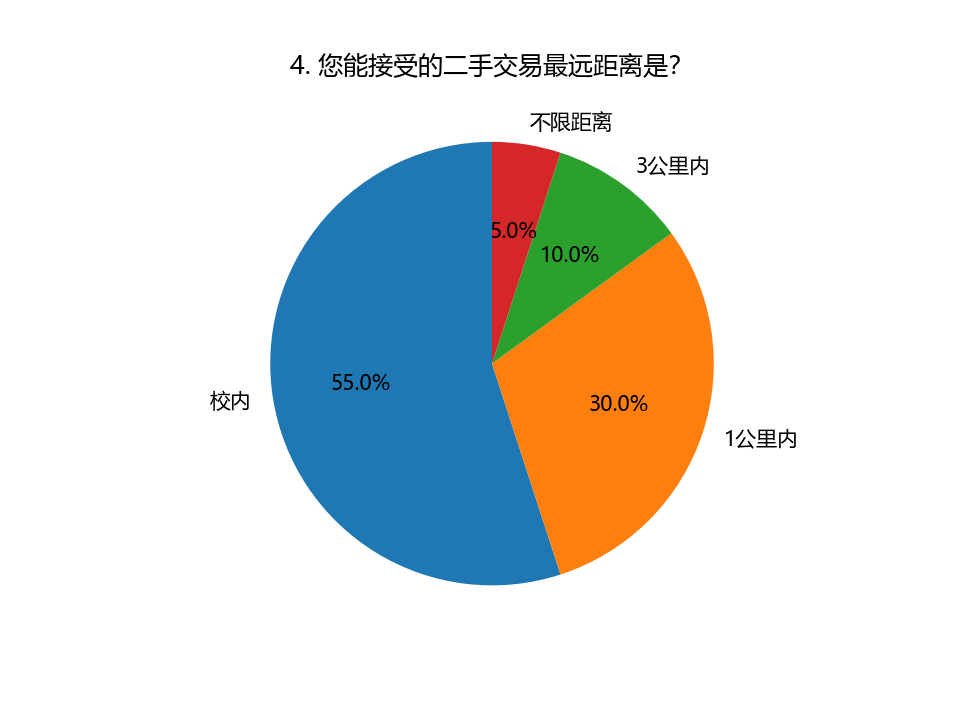 4. 您能接受的二手交易最远距离是?
不限距离
3公里内
5.0%
10.0%
55.0%
校内
30.0%
1公里内